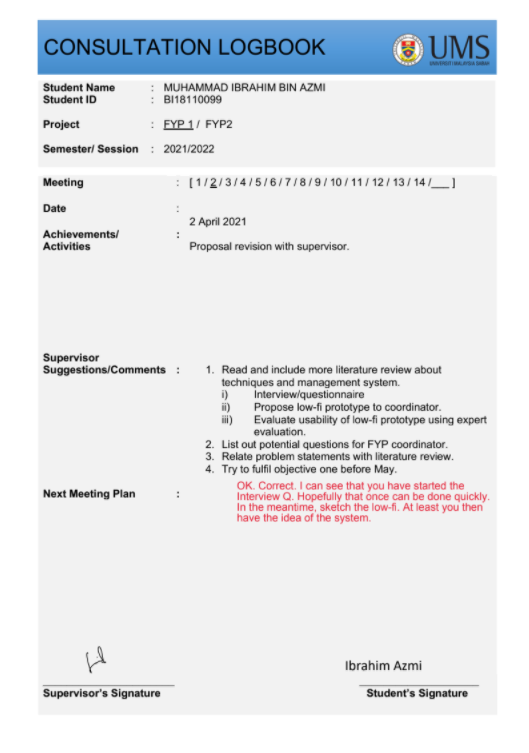 CONSULTATION LOGBOOK
UMS
UNIVERSITI MALAYSIA SABAH
Student Name : MUHAMMAD IBRAHIM BIN AZMI
Student ID : BI18110099
Project : FYP 1 / FYP2
Semester/ Session : 2021/2022
Meeting : [ 1 / 2 / 3 / 4 / 5 / 6 / 7 / 8 / 9 / 10 / 11 / 12 / 13 / 14 /___ ]
Date :
2 April 2021
Achievements/ :
Activities
Proposal revision with supervisor.
Supervisor
Suggestions/Comments :
1. Read and include more literature review about
techniques and management system.
i) Interview/questionnaire
ii) Propose low-fi prototype to coordinator.
iii) Evaluate usability of low-fi prototype using expert
evaluation.
2. List out potential questions for FYP coordinator.
3. Relate problem statements with literature review.
4. Try to fulfil objective one before May.
Next Meeting Plan :
OK. Correct. I can see that you have started the
Interview Q. Hopefully that once can be done quickly.
In the meantime, sketch the low-fi. At least you then
have the idea of the system.
Ibrahim Azmi
Supervisor's Signature
Student's Signature